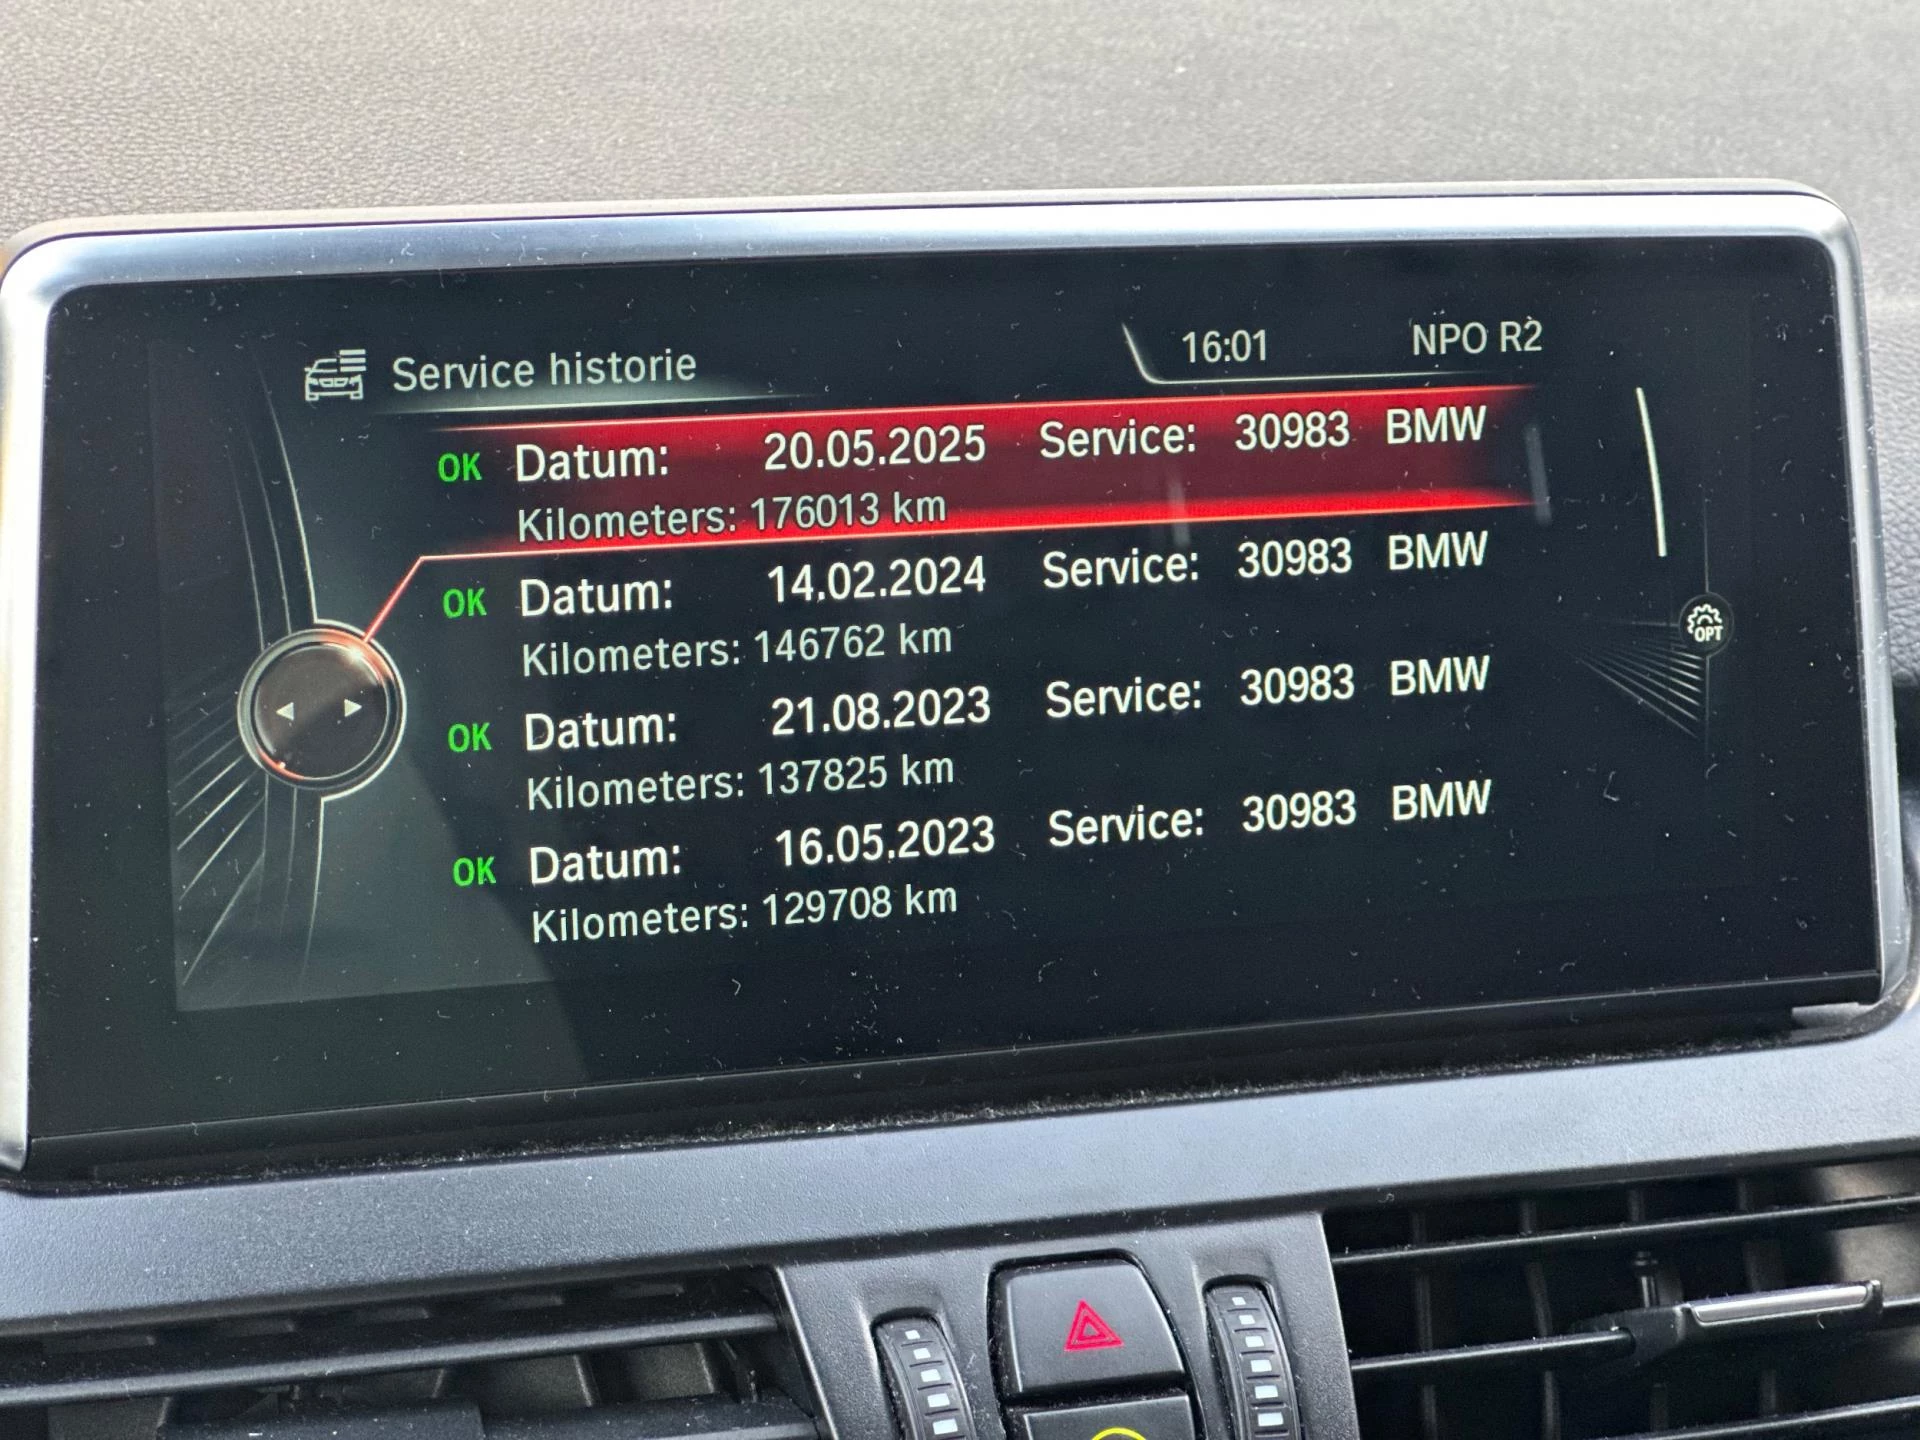 Service historie
16:01 NPO R2
OK Datum: 20.05.2025 Service: 30983 BMW
Kilometers: 176013 km
OK Datum: 14.02.2024 Service: 30983 BMW
Kilometers: 146762 km
OK Datum: 21.08.2023 Service: 30983 BMW
Kilometers: 137825 km
OK Datum: 16.05.2023 Service: 30983 BMW
Kilometers: 129708 km
OPT